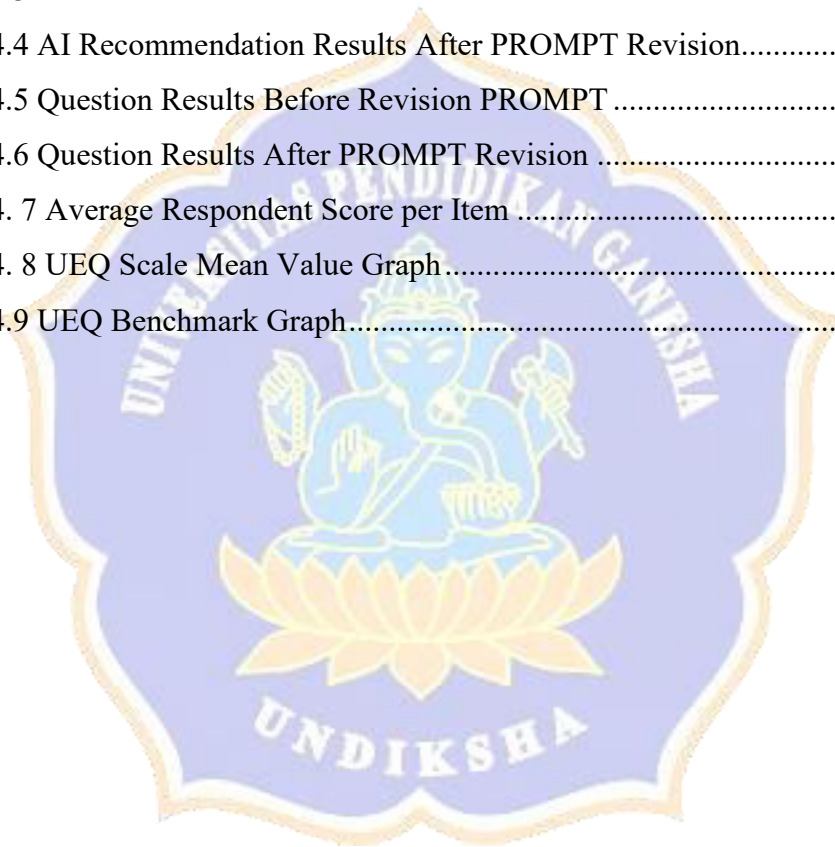 4.4 AI Recommendation Results After PROMPT Revision............
4.5 Question Results Before Revision PROMPT ............................
4.6 Question Results After PROMPT Revision ..............................
4. 7 Average Respondent Score per Item ........................................
4. 8 UEQ Scale Mean Value Graph.................................................
4.9 UEQ Benchmark Graph.............................................................
UNIVERSITAS PENDIDIKAN GANESHA
UNDIKSHA